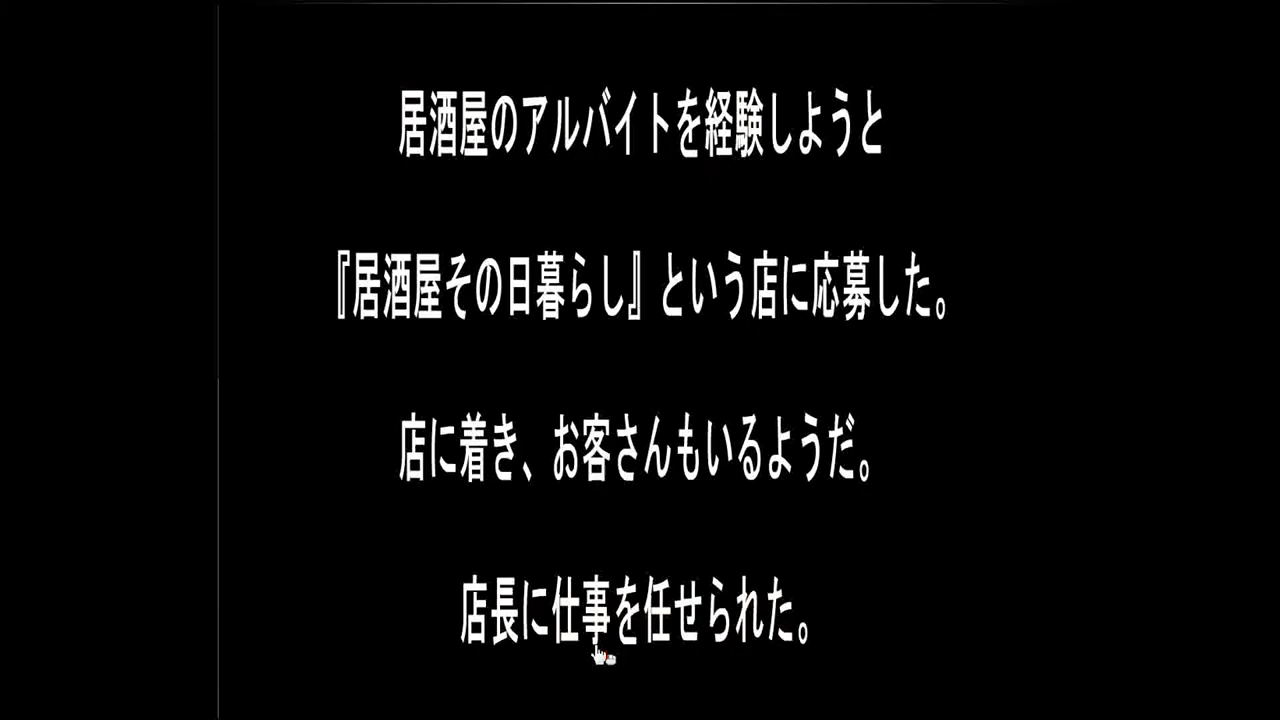 居酒屋のアルバイトを経験しようと
『居酒屋その日暮らし』という店に応募した。
店に着き、お客さんもいるようだ。
店長に仕事を任せられた。